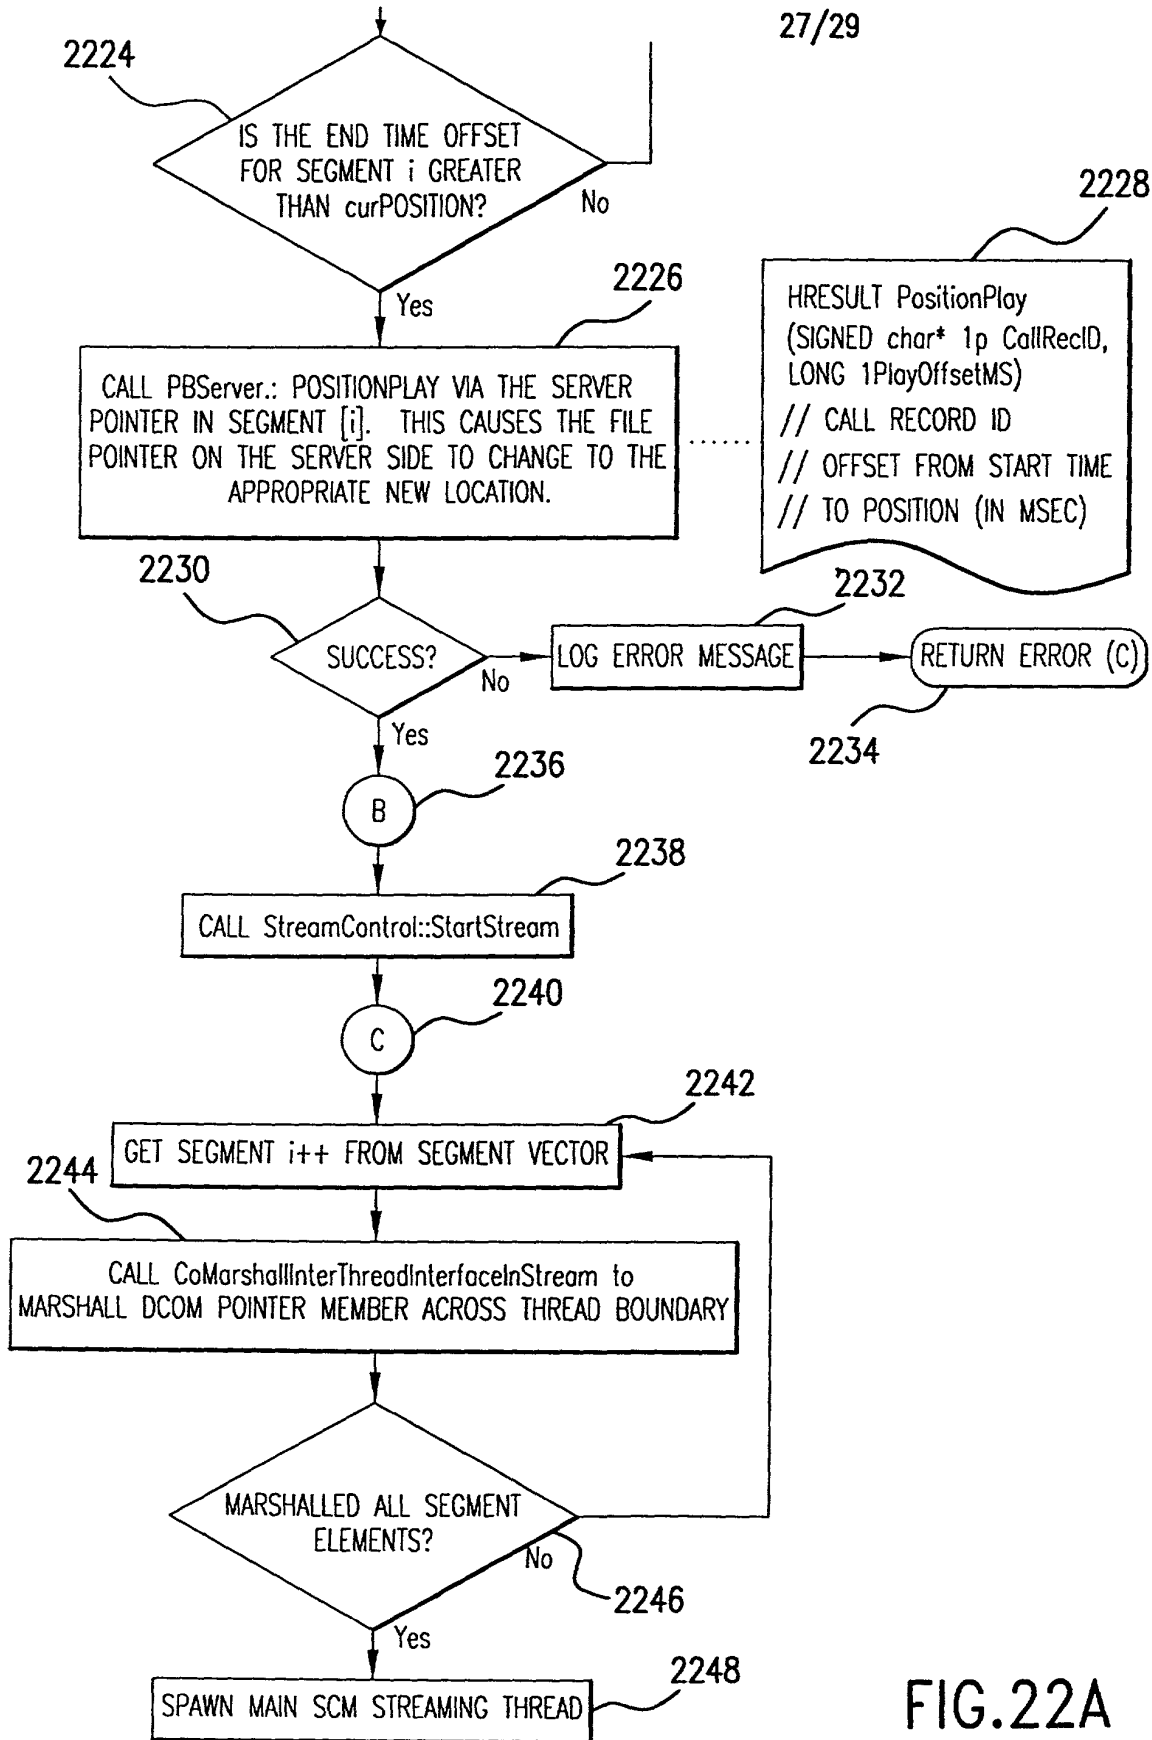 27/29
2224
IS THE END TIME OFFSET
FOR SEGMENT i GREATER
THAN curPOSITION?
No
Yes
2226
CALL PBServer.: POSITIONPLAY VIA THE SERVER
POINTER IN SEGMENT [i]. THIS CAUSES THE FILE
POINTER ON THE SERVER SIDE TO CHANGE TO THE
APPROPRIATE NEW LOCATION.
2228
HRESULT PositionPlay
(SIGNED char* 1p CallRecID,
LONG 1PlayOffsetMS)
// CALL RECORD ID
// OFFSET FROM START TIME
// TO POSITION (IN MSEC)
2230
SUCCESS?
No
Yes
2232
LOG ERROR MESSAGE
RETURN ERROR (C)
2234
B
2236
2238
CALL StreamControl::StartStream
C
2240
2242
GET SEGMENT i++ FROM SEGMENT VECTOR
2244
CALL CoMarshallInterThreadInterfaceInStream to
MARSHALL DCOM POINTER MEMBER ACROSS THREAD BOUNDARY
MARSHALLED ALL SEGMENT
ELEMENTS?
No
2246
Yes
2248
SPAWN MAIN SCM STREAMING THREAD
FIG.22A